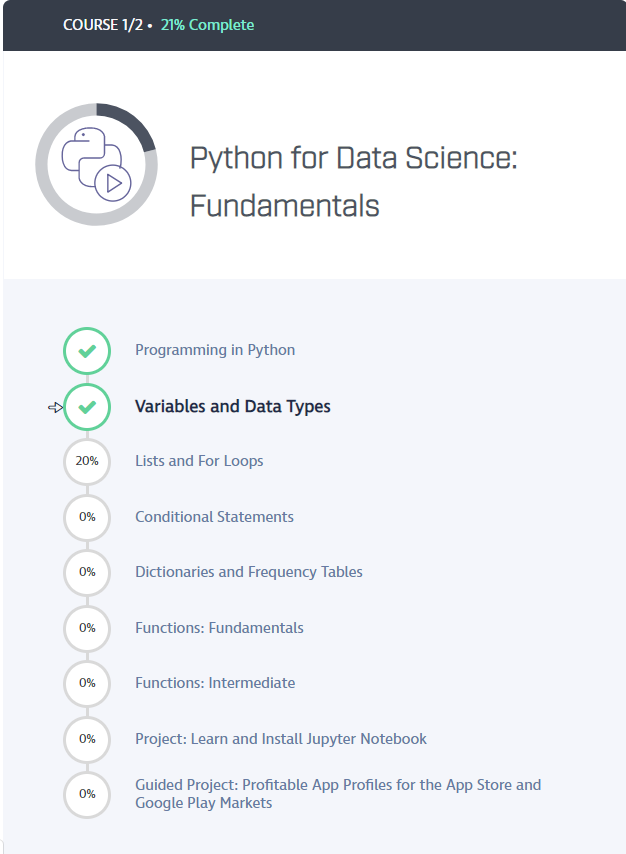 COURSE 1/2 • 21% Complete
Python for Data Science:
Fundamentals
Programming in Python
Variables and Data Types
20% Lists and For Loops
0% Conditional Statements
0% Dictionaries and Frequency Tables
0% Functions: Fundamentals
0% Functions: Intermediate
0% Project: Learn and Install Jupyter Notebook
0% Guided Project: Profitable App Profiles for the App Store and
Google Play Markets